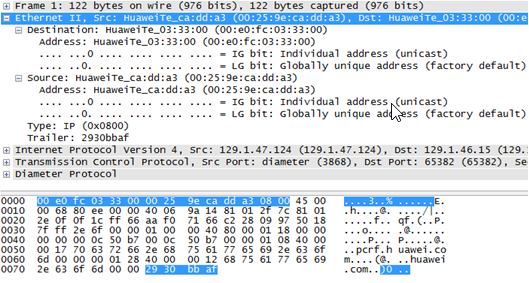 Frame 1: 122 bytes on wire (976 bits), 122 bytes captured (976 bits)
Ethernet II, Src: HuaweiTe_ca:dd:a3 (00:25:9e:ca:dd:a3), Dst: HuaweiTe_03:33:00 (00:e
Destination: HuaweiTe_03:33:00 (00:e0:fc:03:33:00)
Address: HuaweiTe_03:33:00 (00:e0:fc:03:33:00)
.... ...0 .... .... .... .... = IG bit: Individual address (unicast)
.... ..0. .... .... .... .... = LG bit: Globally unique address (factory default)
Source: HuaweiTe_ca:dd:a3 (00:25:9e:ca:dd:a3)
Address: HuaweiTe_ca:dd:a3 (00:25:9e:ca:dd:a3)
.... ...0 .... .... .... .... = IG bit: Individual address (unicast)
.... ..0. .... .... .... .... = LG bit: Globally unique address (factory default)
Type: IP (0x0800)
Trailer: 2930bbaf
Internet Protocol Version 4, Src: 129.1.47.124 (129.1.47.124), Dst: 129.1.46.15 (129.1.
Transmission Control Protocol, Src Port: diameter (3868), Dst Port: 65382 (65382), Se
Diameter Protocol
0000 00 e0 fc 03 33 00 00 25 9e ca dd a3 08 00 45 00 ....3..% ......E.
0010 00 68 80 ee 00 00 40 06 9a 14 81 01 2f 7c 81 01 .h....@. ..../|..
2e 0f 0f 1c ff 66 aa f0 71 66 c2 28 09 97 50 18 .....f.. qf.(..P.
0030 7f ff 2e 6f 00 00 01 00 00 40 80 00 01 18 00 00 ...o.... .@......
0040 00 00 00 0c 50 b7 00 0c 50 b7 00 00 01 08 40 00 ....P... P.....@.
0050 00 17 70 63 72 66 2e 68 75 61 77 65 69 2e 63 6f ..pcrf.h uawei.co
0060 6d 00 00 00 01 28 40 00 00 12 68 75 61 77 65 69 m....(@. ..huawei
0070 2e 63 6f 6d 00 00 29 30 bb af .com..)0 ..